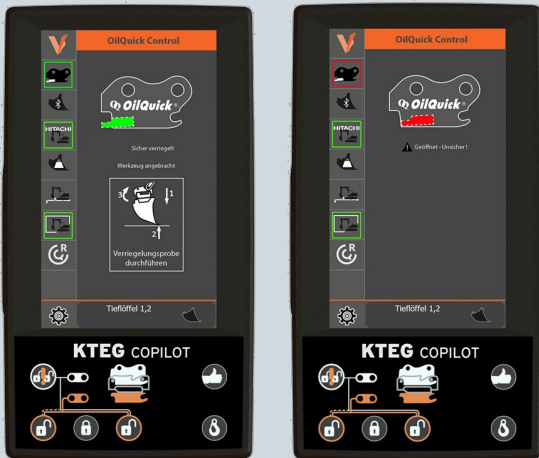 OilQuick Control
OilQuick®
HITACHI
Sicher verriegelt
Werkzeug angebracht
3 1
2
Verriegelungsprobe
durchführen
R
Tieflöffel 1,2
KTEG COPILOT
OilQuick Control
OilQuick®
HITACHI
Geöffnet - Unsicher!
R
Tieflöffel 1,2
KTEG COPILOT